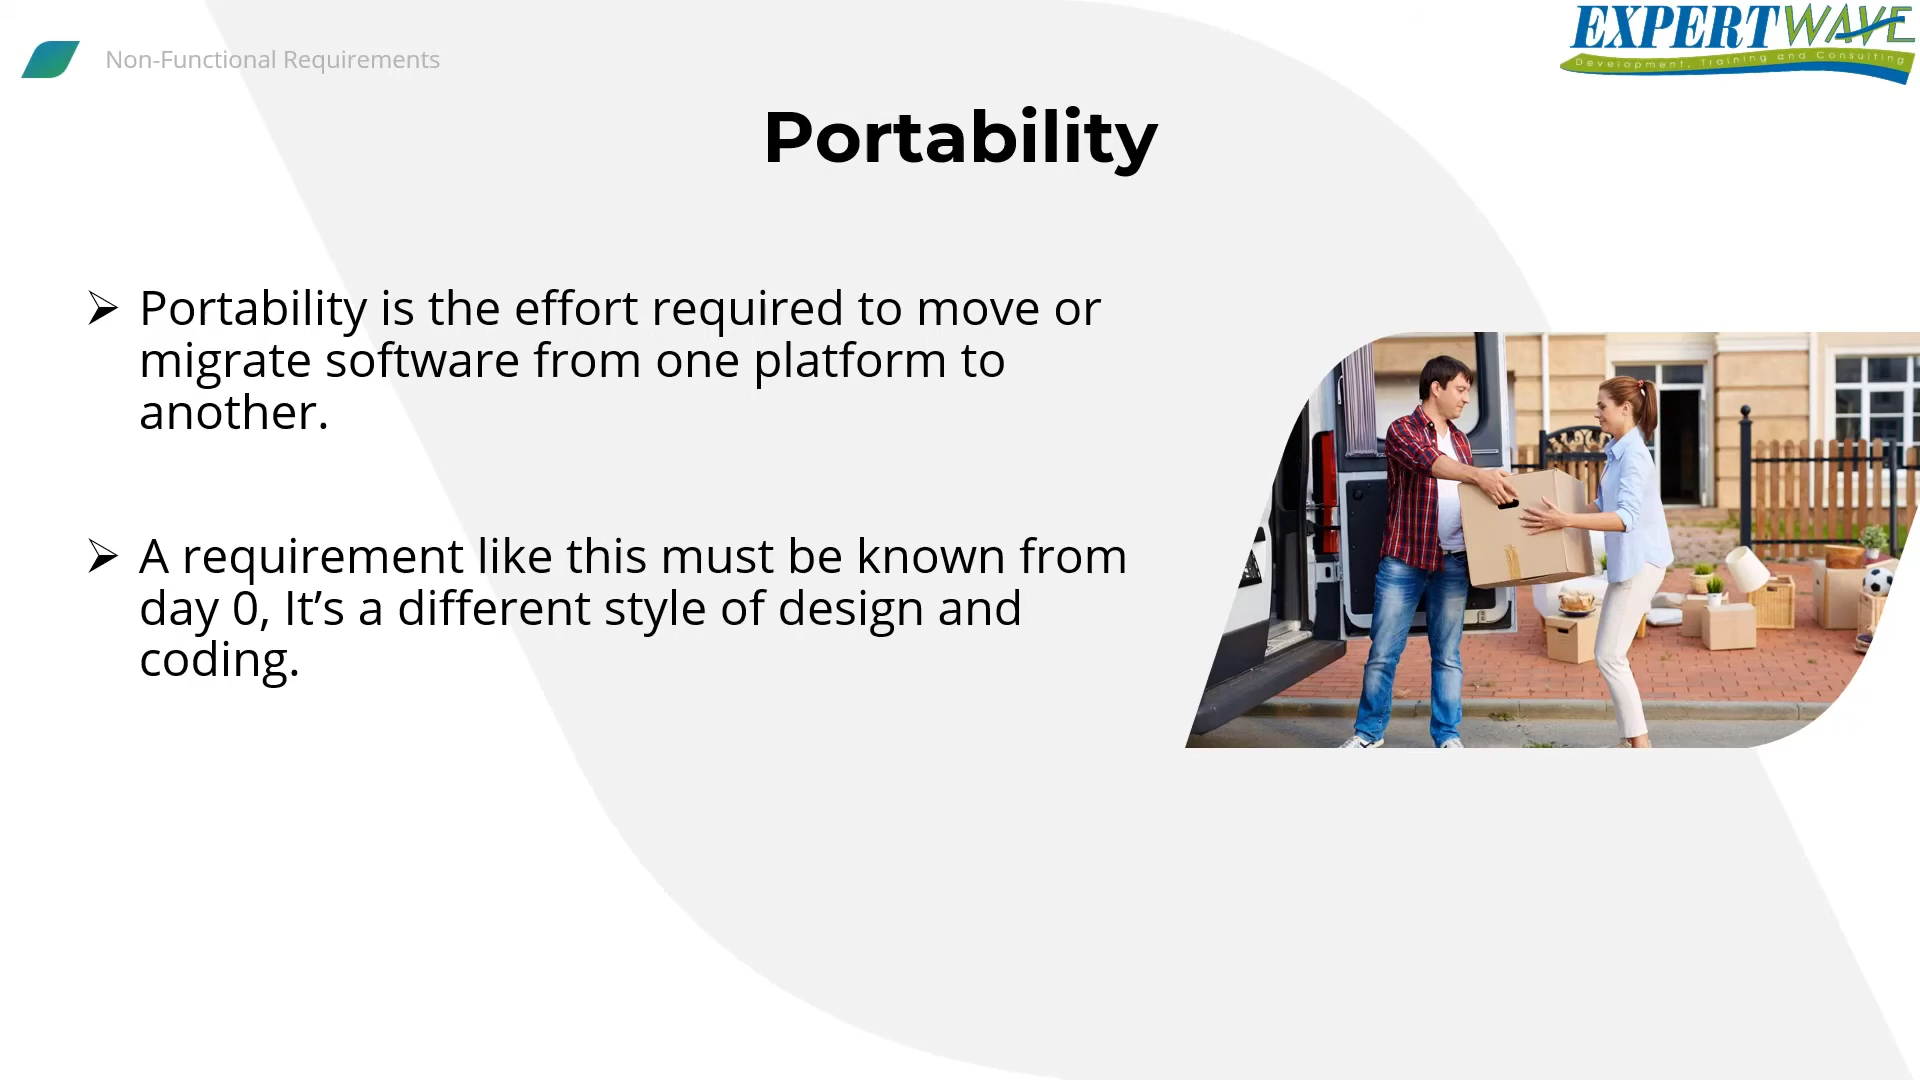 Non-Functional Requirements
EXPERTWAVE
Development, Training and Consulting
Portability
Portability is the effort required to move or
migrate software from one platform to
another.
A requirement like this must be known from
day 0, It’s a different style of design and
coding.